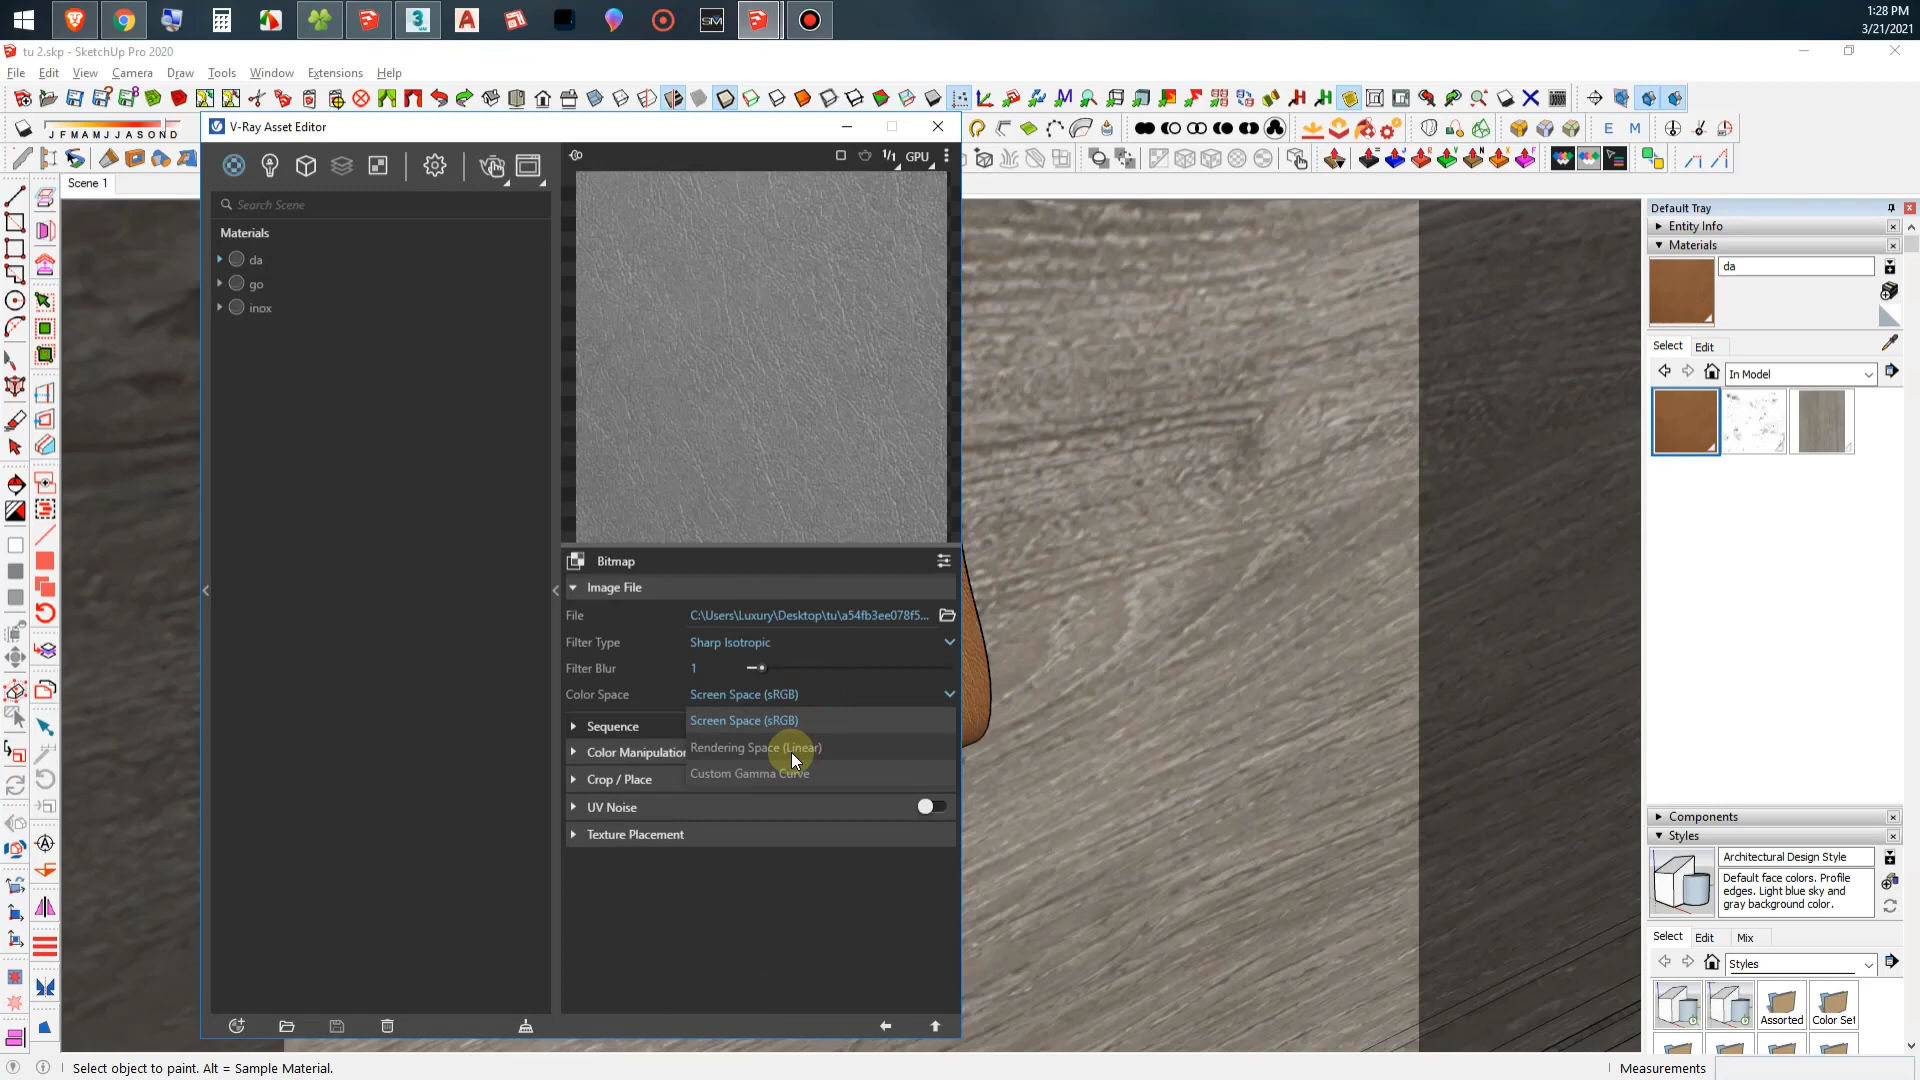 1:28 PM
3/21/2021
tu 2.skp - SketchUp Pro 2020
File Edit View Camera Draw Tools Window Extensions Help
J F M A M J J A S O N D
V-Ray Asset Editor
Scene 1
1/1 GPU
Search Scene
Materials
da
go
inox
Bitmap
Image File
File C:\Users\Luxury\Desktop\tu\a54fb3ee078f5...
Filter Type Sharp Isotropic
Filter Blur 1
Color Space Screen Space (sRGB)
Screen Space (sRGB)
Rendering Space (Linear)
Custom Gamma Curve
Sequence
Color Manipulation
Crop / Place
UV Noise
Texture Placement
Default Tray
Entity Info
Materials
da
Select Edit
In Model
Components
Styles
Architectural Design Style
Default face colors. Profile
edges. Light blue sky and
gray background color.
Select Edit Mix
Styles
Assorted
Color Set
Select object to paint. Alt = Sample Material.
Measurements